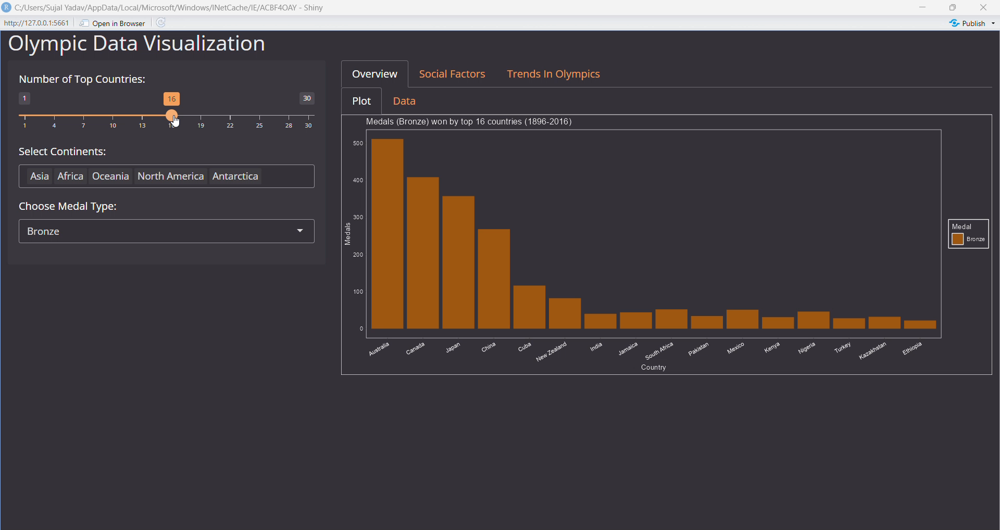 C:/Users/Sujal Yadav/AppData/Local/Microsoft/Windows/INetCache/IE/ACBF4OAY - Shiny
http://127.0.0.1:5661 Open in Browser Publish
Olympic Data Visualization
Number of Top Countries:
1 16 30
1 4 7 10 13 16 19 22 25 28 30
Select Continents:
Asia Africa Oceania North America Antarctica
Choose Medal Type:
Bronze
Overview Social Factors Trends In Olympics
Plot Data
Medals (Bronze) won by top 16 countries (1896-2016)
500
400
300
200
100
0
Medals
Australia Canada Japan China Cuba New Zealand India Jamaica South Africa Pakistan Mexico Kenya Nigeria Turkey Kazakhstan Ethiopia
Country
Medal
Bronze